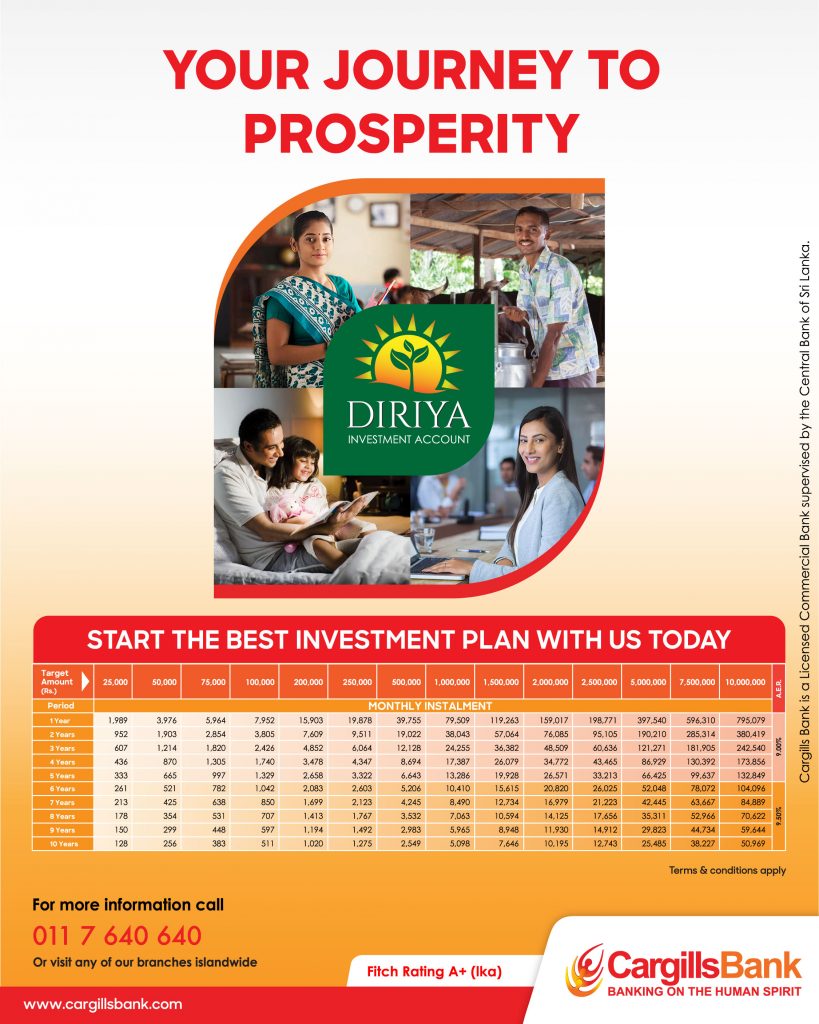 YOUR JOURNEY TO
PROSPERITY
DIRIYA
INVESTMENT ACCOUNT
Cargills Bank is a Licensed Commercial Bank supervised by the Central Bank of Sri Lanka.
START THE BEST INVESTMENT PLAN WITH US TODAY
Target Amount (Rs.) 25,000 50,000 75,000 100,000 200,000 250,000 500,000 1,000,000 1,500,000 2,000,000 2,500,000 5,000,000 7,500,000 10,000,000 A.E.R.
Period MONTHLY INSTALMENT
1 Year 1,989 3,976 5,964 7,952 15,903 19,878 39,755 79,509 119,263 159,017 198,771 397,540 596,310 795,079
2 Years 952 1,903 2,854 3,805 7,609 9,511 19,022 38,043 57,064 76,085 95,105 190,210 285,314 380,419
3 Years 607 1,214 1,820 2,426 4,852 6,064 12,128 24,255 36,382 48,509 60,636 121,271 181,905 242,540 9.00%
4 Years 436 870 1,305 1,740 3,478 4,347 8,694 17,387 26,079 34,772 43,465 86,929 130,392 173,856
5 Years 333 665 997 1,329 2,658 3,322 6,643 13,286 19,928 26,571 33,213 66,425 99,637 132,849
6 Years 261 521 782 1,042 2,083 2,603 5,206 10,410 15,615 20,820 26,025 52,048 78,072 104,096
7 Years 213 425 638 850 1,699 2,123 4,245 8,490 12,734 16,979 21,223 42,445 63,667 84,889
8 Years 178 354 531 707 1,413 1,767 3,532 7,063 10,594 14,125 17,656 35,311 52,966 70,622 9.50%
9 Years 150 299 448 597 1,194 1,492 2,983 5,965 8,948 11,930 14,912 29,823 44,734 59,644
10 Years 128 256 383 511 1,020 1,275 2,549 5,098 7,646 10,195 12,743 25,485 38,227 50,969
Terms & conditions apply
For more information call
011 7 640 640
Or visit any of our branches islandwide
Fitch Rating A+ (lka)
CargillsBank
BANKING ON THE HUMAN SPIRIT
www.cargillsbank.com